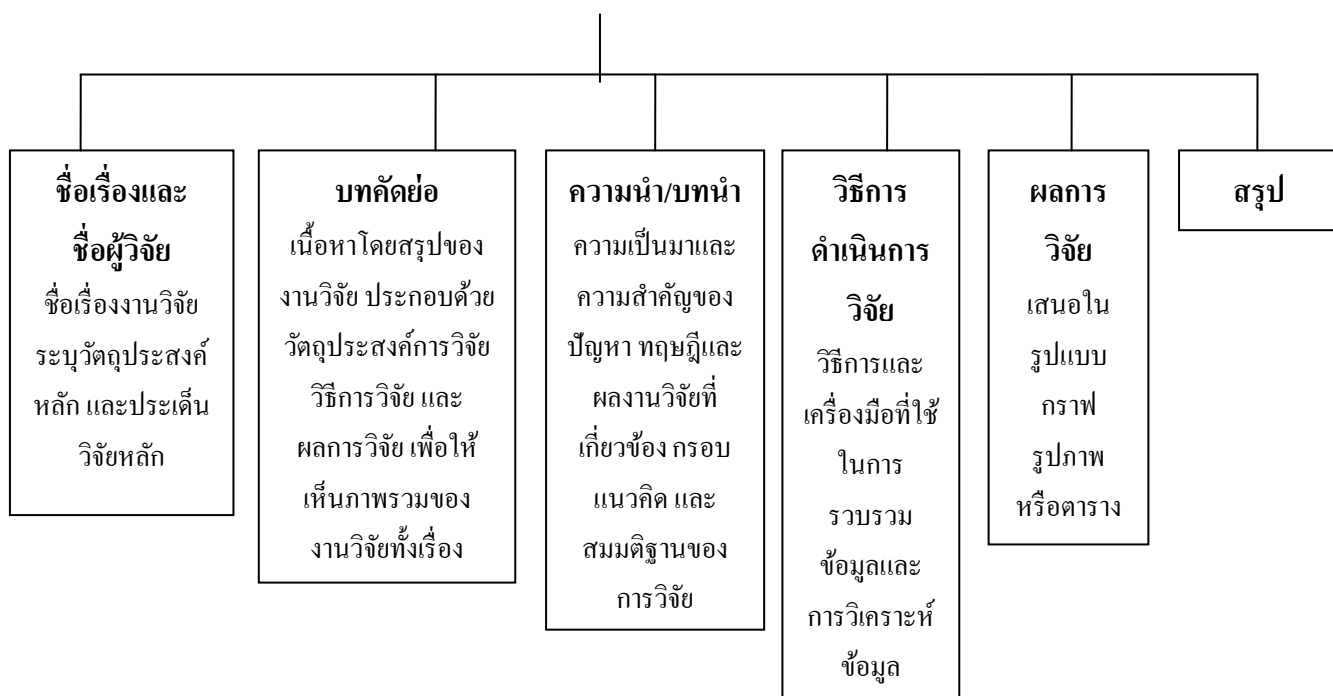 ชื่อเรื่องและ
ชื่อผู้วิจัย
ชื่อเรื่องงานวิจัย
ระบุวัตถุประสงค์
หลัก และประเด็น
วิจัยหลัก
บทคัดย่อ
เนื้อหาโดยสรุปของ
งานวิจัย ประกอบด้วย
วัตถุประสงค์การวิจัย
วิธีการวิจัย และ
ผลการวิจัย เพื่อให้
เห็นภาพรวมของ
งานวิจัยทั้งเรื่อง
ความนำ/บทนำ
ความเป็นมาและ
ความสำคัญของ
ปัญหา ทฤษฎีและ
ผลงานวิจัยที่
เกี่ยวข้อง กรอบ
แนวคิด และ
สมมติฐานของ
การวิจัย
วิธีการ
ดำเนินการ
วิจัย
วิธีการและ
เครื่องมือที่ใช้
ในการ
รวบรวม
ข้อมูลและ
การวิเคราะห์
ข้อมูล
ผลการ
วิจัย
เสนอใน
รูปแบบ
กราฟ
รูปภาพ
หรือตาราง
สรุป